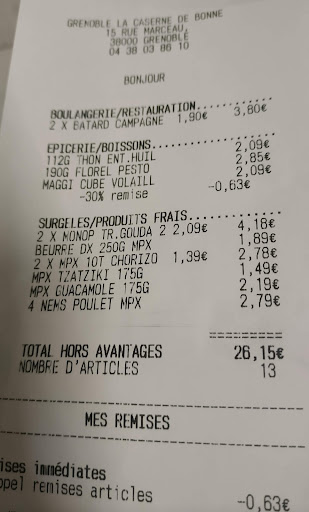 GRENOBLE LA CASERNE DE BONNE
15 RUE MARCEAU,
38000 GRENOBLE
04 38 03 86 10
BONJOUR
BOULANGERIE/RESTAURATION............
2 X BATARD CAMPAGNE 1,90€ 3,80€
EPICERIE/BOISSONS..................
112G THON ENT.HUIL 2,09€
190G FLOREL PESTO 2,85€
MAGGI CUBE VOLAILL 2,09€
-30% remise -0,63€
SURGELES/PRODUITS FRAIS..............
2 X MONOP TR.GOUDA 2 2,09€ 4,18€
BEURRE DX 250G MPX 1,89€
2 X MPX 10T CHORIZO 1,39€ 2,78€
MPX TZATZIKI 175G 1,49€
MPX GUACAMOLE 175G 2,19€
4 NEMS POULET MPX 2,79€
==========
TOTAL HORS AVANTAGES 26,15€
NOMBRE D'ARTICLES 13
MES REMISES
ises immédiates
ppel remises articles -0,63€